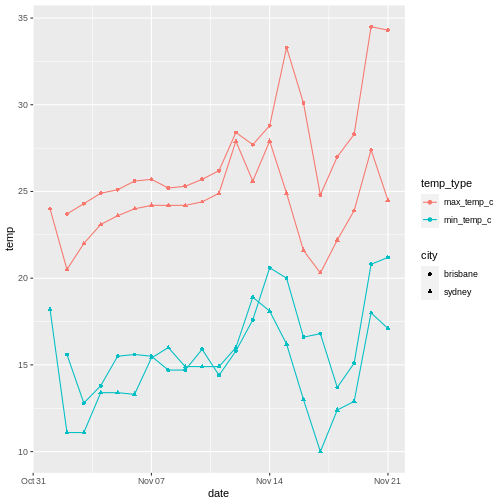 35
30
25
20
15
10
temp
Oct 31
Nov 07
Nov 14
Nov 21
date
temp_type
max_temp_c
min_temp_c
city
brisbane
sydney